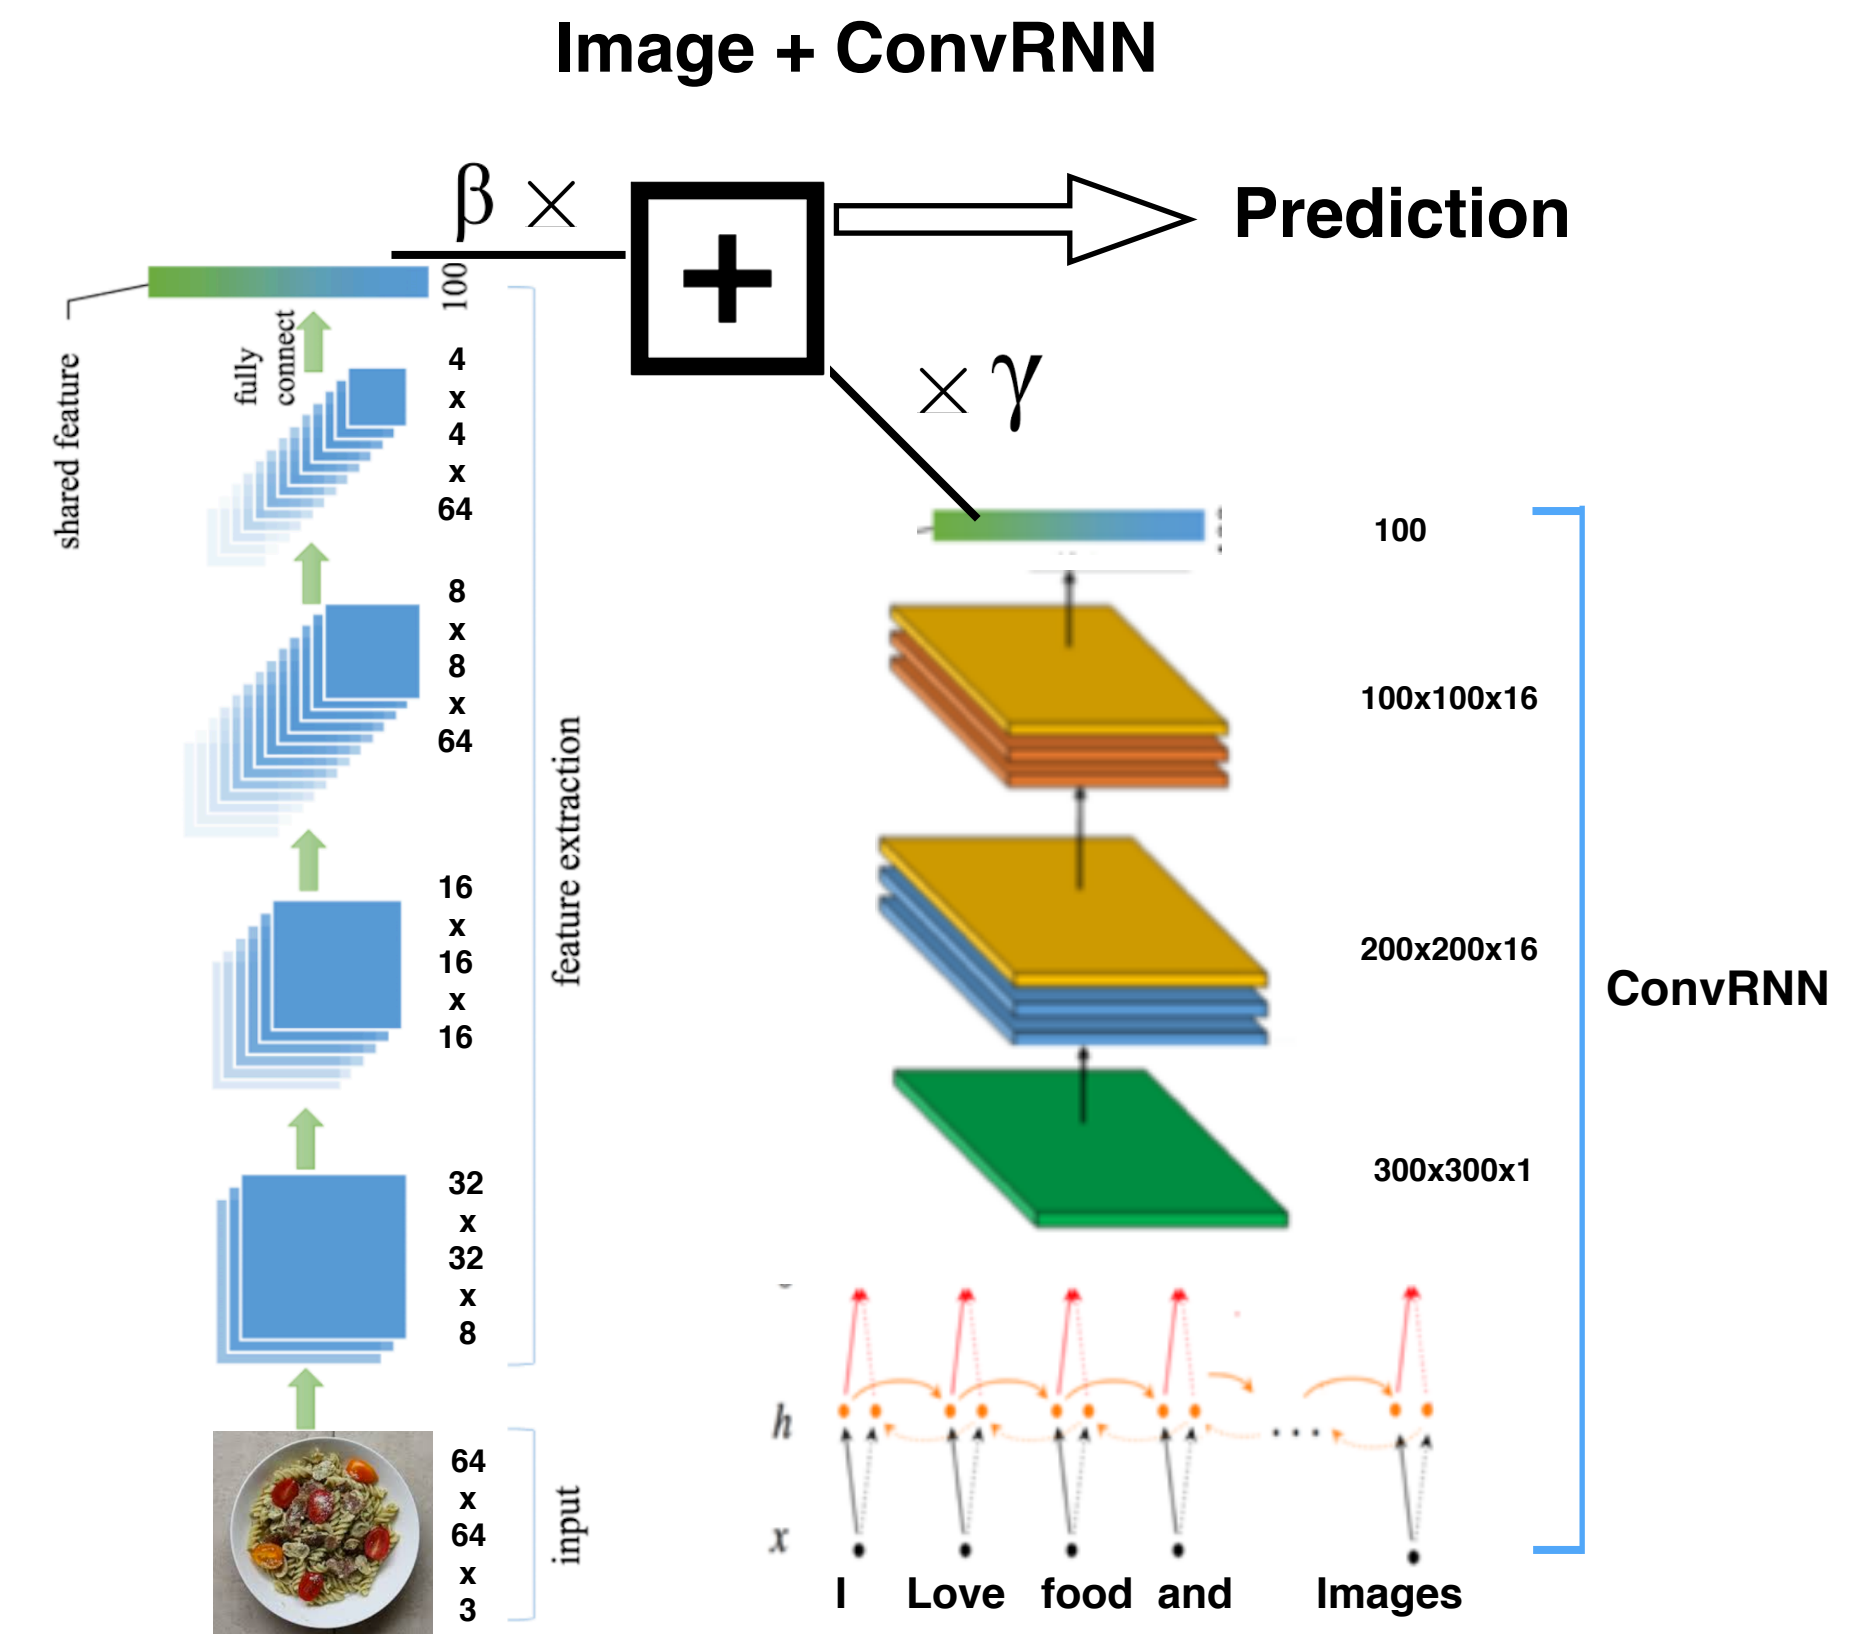 Image + ConvRNN
β ×
+
Prediction
× γ
100
shared feature
fully
connect
4
x
4
x
64
8
x
8
x
64
feature extraction
16
x
16
x
16
32
x
32
x
8
64
x
64
x
3
input
100
100x100x16
200x200x16
ConvRNN
300x300x1
h
...
x
I Love food and Images